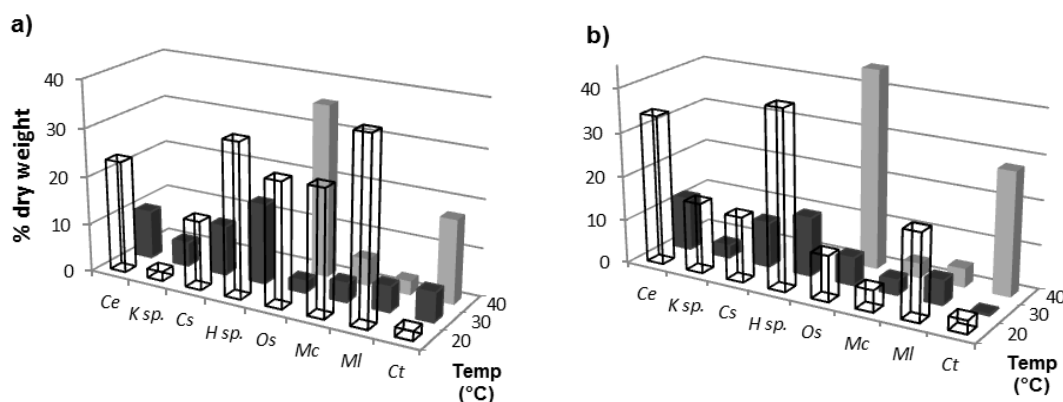 a)
% dry weight
40
30
20
10
0
Ce
K sp.
Cs
H sp.
Os
Mc
Ml
Ct
20
30
40
Temp
(°C)
b)
40
30
20
10
0
Ce
K sp.
Cs
H sp.
Os
Mc
Ml
Ct
20
30
40
Temp
(°C)